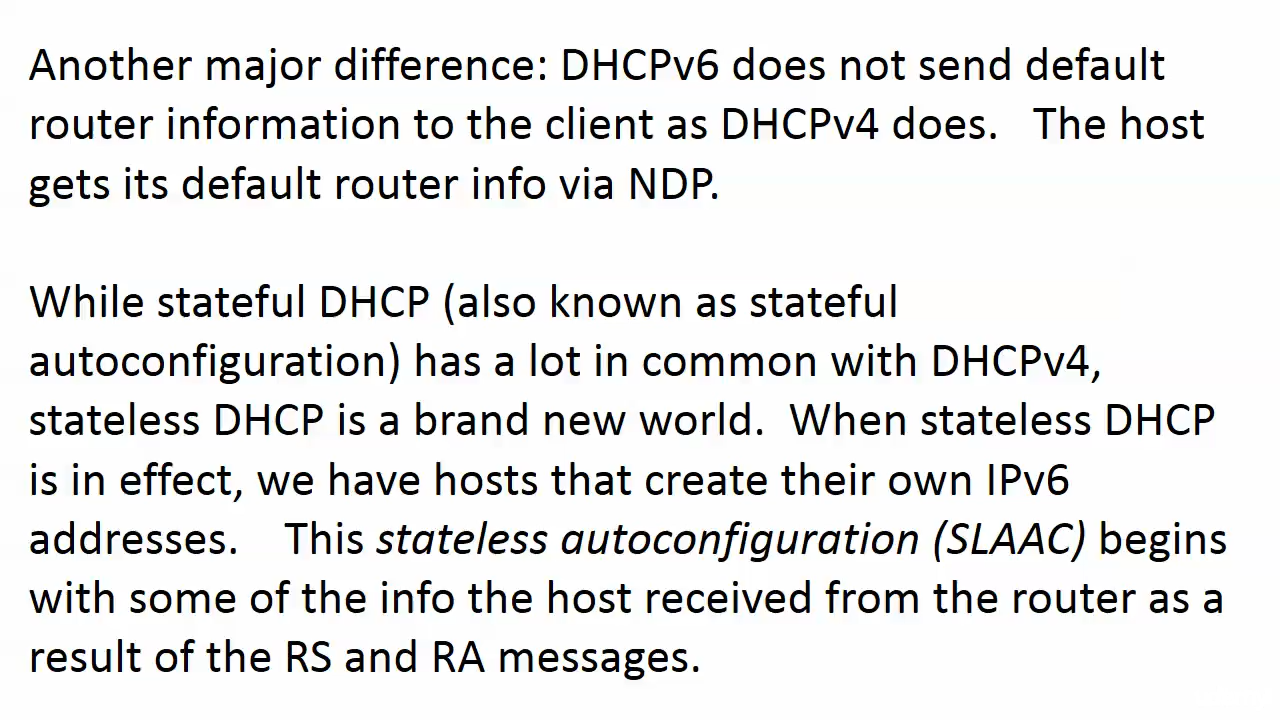 Another major difference: DHCPv6 does not send default
router information to the client as DHCPv4 does. The host
gets its default router info via NDP.
While stateful DHCP (also known as stateful
autoconfiguration) has a lot in common with DHCPv4,
stateless DHCP is a brand new world. When stateless DHCP
is in effect, we have hosts that create their own IPv6
addresses. This stateless autoconfiguration (SLAAC) begins
with some of the info the host received from the router as a
result of the RS and RA messages.